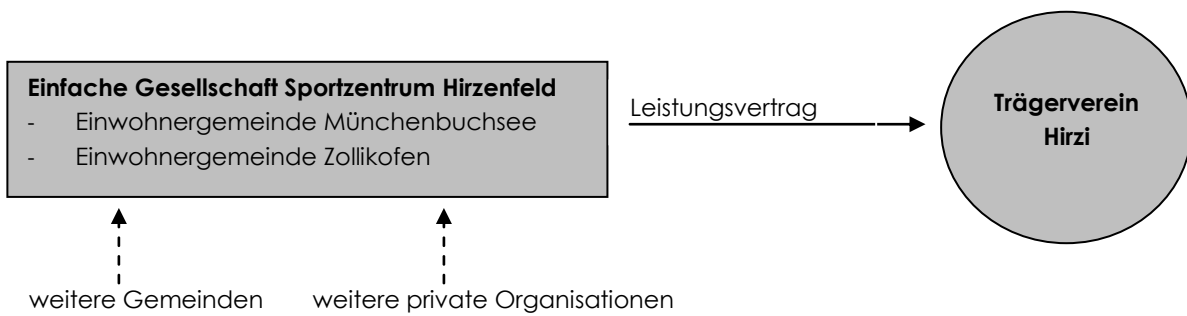 Einfache Gesellschaft Sportzentrum Hirzenfeld
- Einwohnergemeinde Münchenbuchsee
- Einwohnergemeinde Zollikofen
Leistungsvertrag
Trägerverein
Hirzi
weitere Gemeinden
weitere private Organisationen